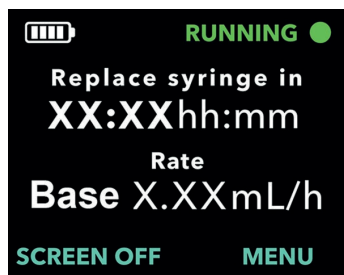 RUNNING
Replace syringe in
XX:XXhh:mm
Rate
Base X.XXmL/h
SCREEN OFF MENU